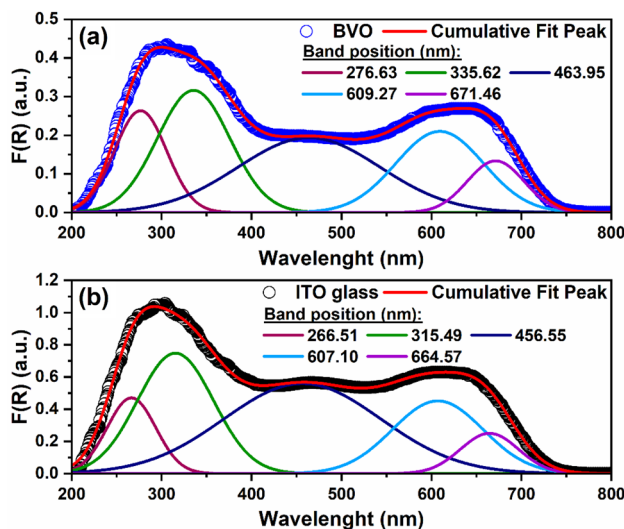 (a)
BVO Cumulative Fit Peak
Band position (nm):
276.63 335.62 463.95
609.27 671.46
F(R) (a.u.)
0.5
0.4
0.3
0.2
0.1
0.0
200 300 400 500 600 700 800
Wavelenght (nm)
(b)
ITO glass Cumulative Fit Peak
Band position (nm):
266.51 315.49 456.55
607.10 664.57
F(R) (a.u.)
1.2
1.0
0.8
0.6
0.4
0.2
0.0
200 300 400 500 600 700 800
Wavelenght (nm)